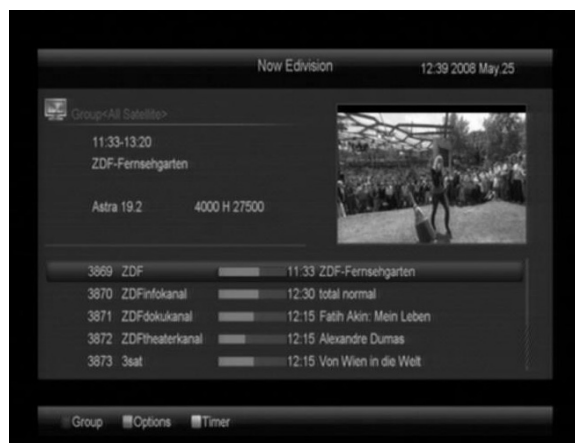 Now Edivision
12:39 2008 May.25
Group<All Satellite>
11:33-13:20
ZDF-Fernsehgarten
Astra 19.2 4000 H 27500
3869 ZDF 11:33 ZDF-Fernsehgarten
3870 ZDFinfokanal 12:30 total normal
3871 ZDFdokukanal 12:15 Fatih Akin: Mein Leben
3872 ZDFtheaterkanal 12:15 Alexandre Dumas
3873 3sat 12:15 Von Wien in die Welt
Group Options Timer